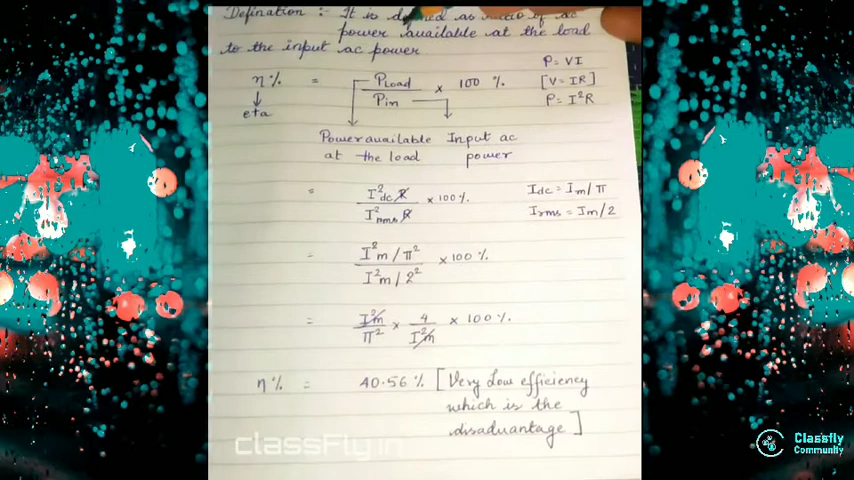 Defination :- It is defined as ratio of ac
power available at the load
to the input ac power
P = VI
η% = PLoad / Pin × 100 %.
[V = IR]
P = I²R
eta
Power available Input ac
at the load power
= I²dc R / I²rms R × 100%.
Idc = Im/π
Irms = Im/2
= I²m/π² / I²m/2² × 100 %.
= I²m / π² × 4 / I²m × 100 %.
η% = 40.56 % [Very Low efficiency
which is the
disaduantage]
classFly.in
Classfly
Community